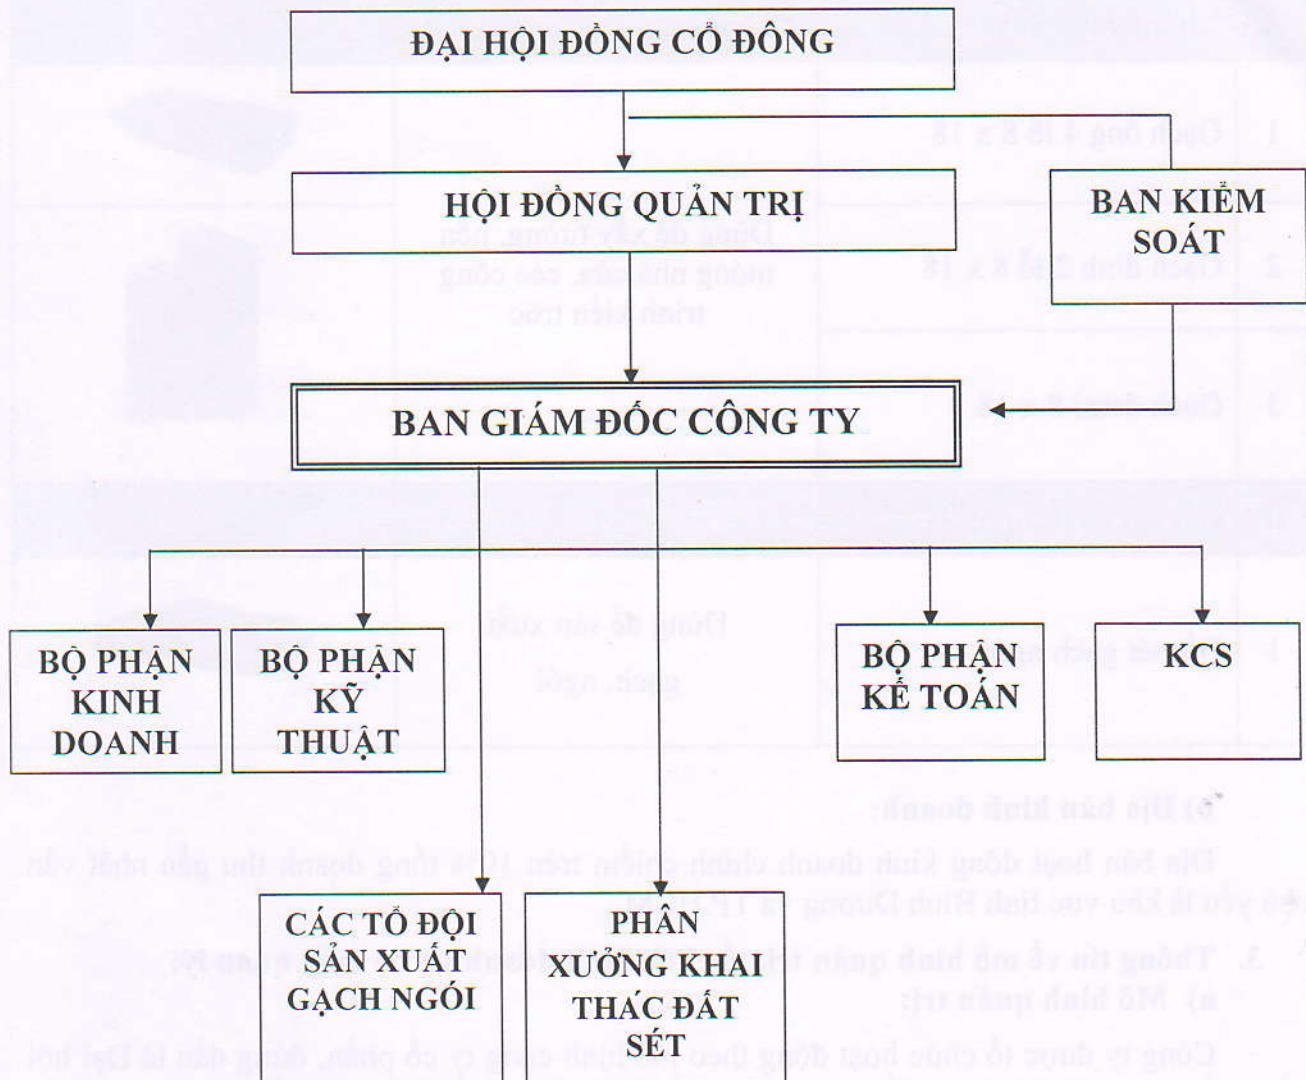 ĐẠI HỘI ĐỒNG CỔ ĐÔNG
HỘI ĐỒNG QUẢN TRỊ
BAN KIỂM
SOÁT
BAN GIÁM ĐỐC CÔNG TY
BỘ PHẬN
KINH
DOANH
BỘ PHẬN
KỸ
THUẬT
BỘ PHẬN
KẾ TOÁN
KCS
CÁC TỔ ĐỘI
SẢN XUẤT
GẠCH NGÓI
PHÂN
XƯỞNG KHAI
THÁC ĐẤT
SÉT